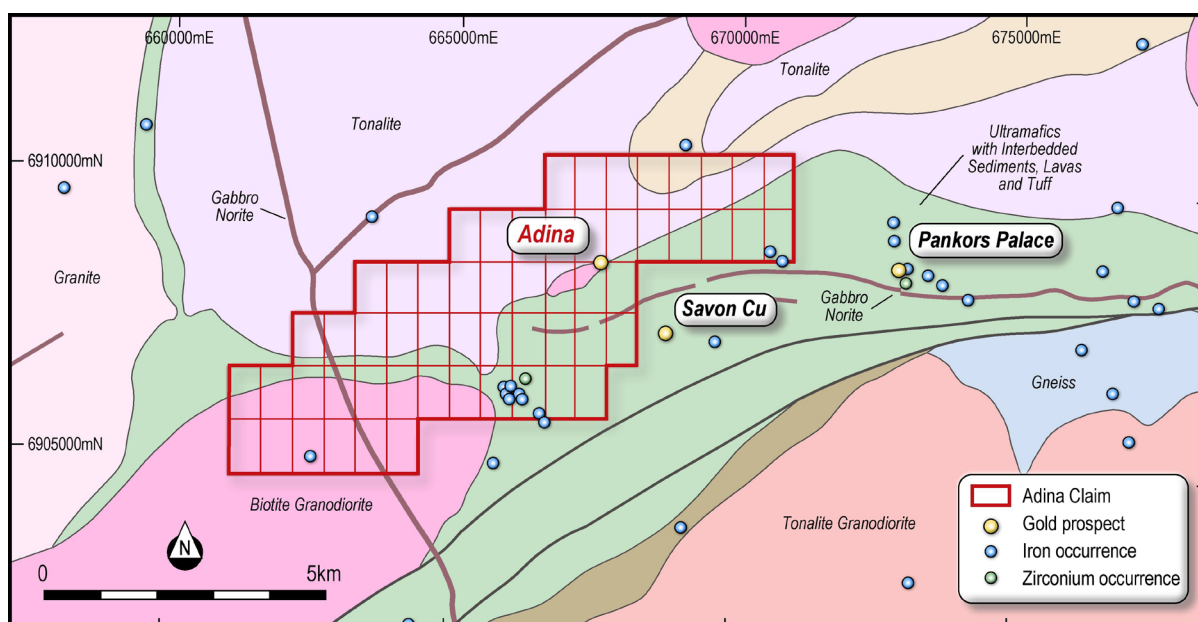 660000mE
665000mE
670000mE
675000mE
Tonalite
Tonalite
Ultramafics
with Interbedded
Sediments, Lavas
and Tuff
6910000mN
Gabbro
Norite
Adina
Pankors Palace
Granite
Savon Cu
Gabbro
Norite
Gneiss
6905000mN
Biotite Granodiorite
Tonalite Granodiorite
Adina Claim
Gold prospect
Iron occurrence
Zirconium occurrence
N
0
5km